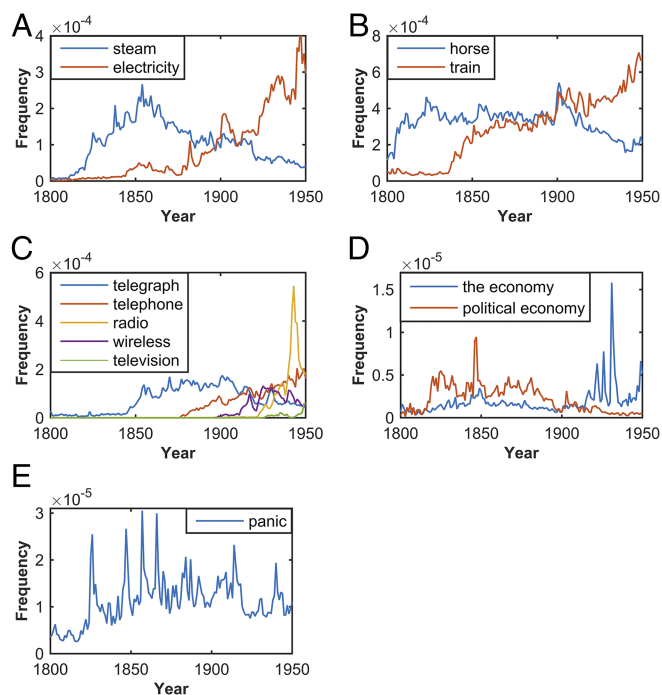 A
×10⁻⁴
steam
electricity
Frequency
4
3
2
1
0
1800
1850
1900
1950
Year
B
×10⁻⁴
horse
train
Frequency
8
6
4
2
0
1800
1850
1900
1950
Year
C
×10⁻⁴
telegraph
telephone
radio
wireless
television
Frequency
6
4
2
0
1800
1850
1900
1950
Year
D
×10⁻⁵
the economy
political economy
Frequency
1.5
1
0.5
0
1800
1850
1900
1950
Year
E
×10⁻⁵
panic
Frequency
3
2
1
0
1800
1850
1900
1950
Year